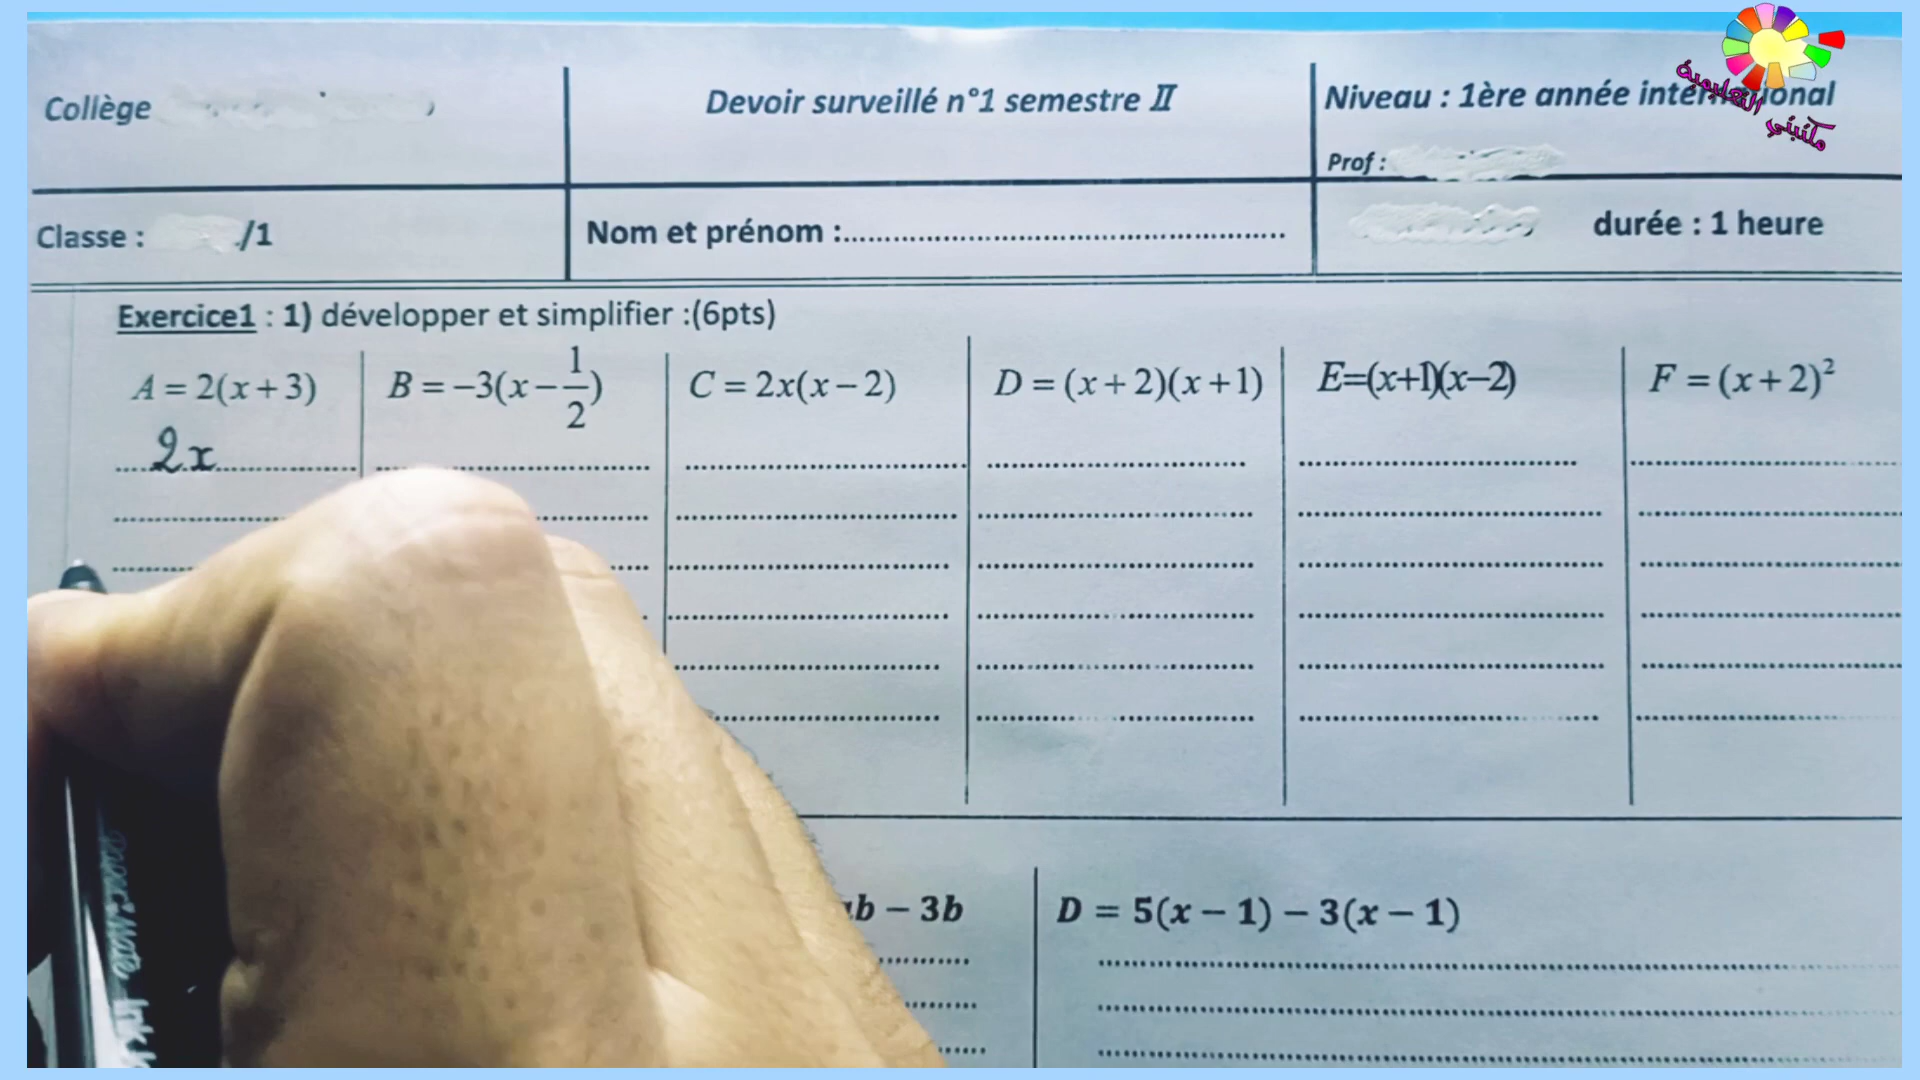 Collège
Devoir surveillé n°1 semestre II
Niveau : 1ère année international
Prof :
مكتبتي التعليمية
Classe : /1
Nom et prénom :
durée : 1 heure
Exercice1 : 1) développer et simplifier :(6pts)
A = 2(x+3)
B = −3(x−1/2)
C = 2x(x−2)
D = (x+2)(x+1)
E=(x+1)(x−2)
F = (x+2)²
2x
b − 3b
D = 5(x − 1) − 3(x − 1)